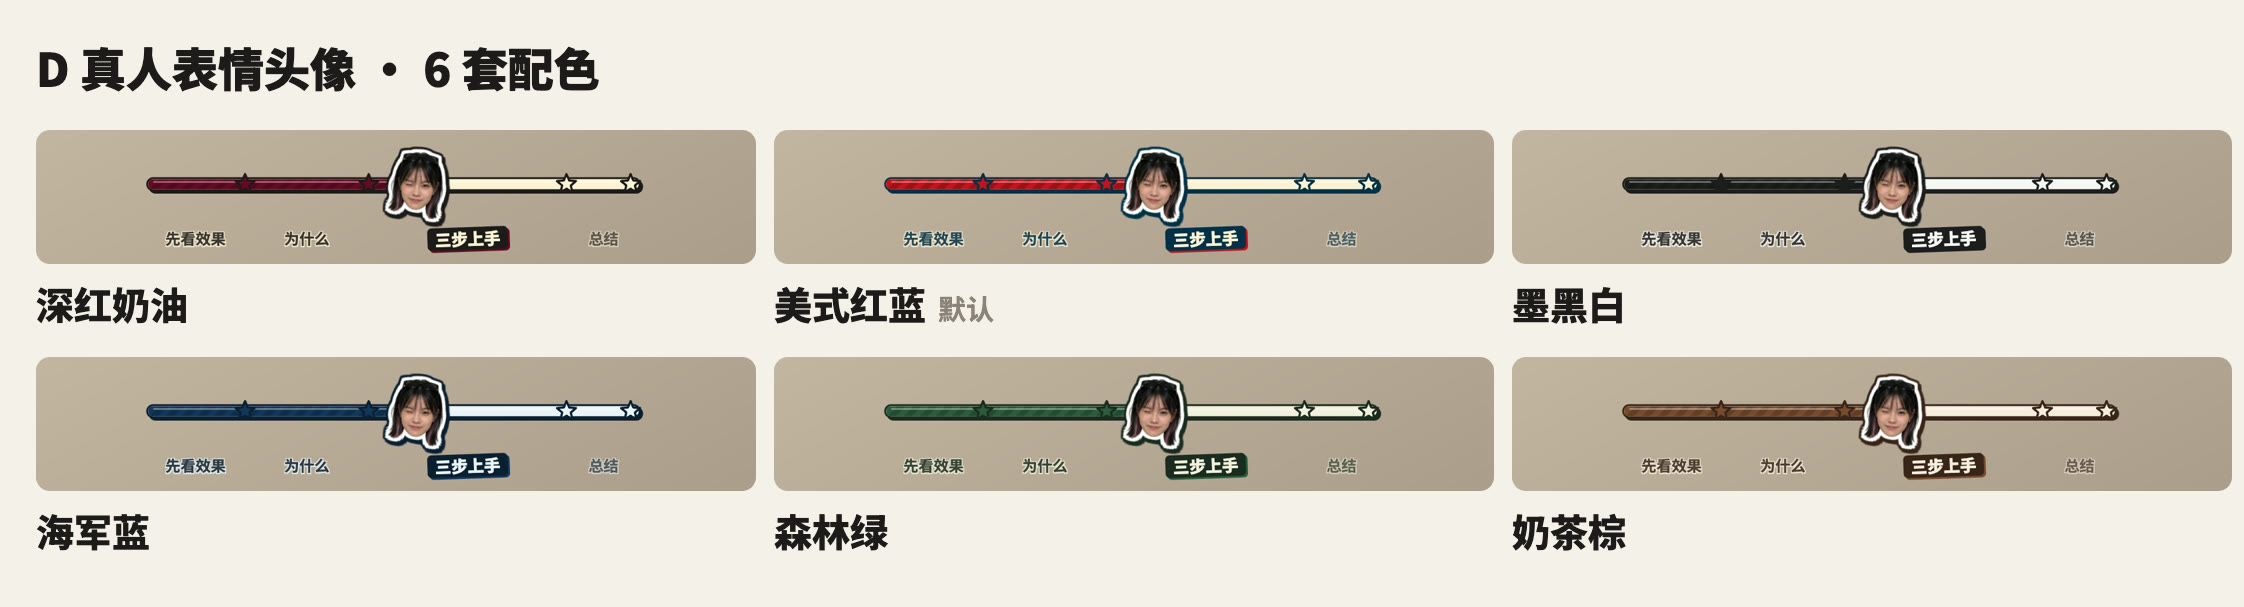 D 真人表情头像 · 6 套配色
先看效果 为什么 三步上手 总结
先看效果 为什么 三步上手 总结
先看效果 为什么 三步上手 总结
深红奶油
美式红蓝 默认
墨黑白
先看效果 为什么 三步上手 总结
先看效果 为什么 三步上手 总结
先看效果 为什么 三步上手 总结
海军蓝
森林绿
奶茶棕